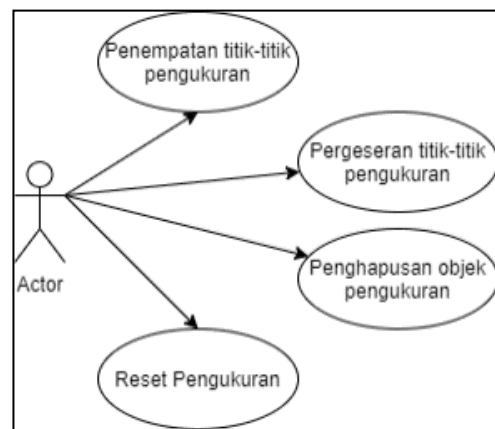 Penempatan titik-titik
pengukuran
Pergeseran titik-titik
pengukuran
Penghapusan objek
pengukuran
Actor
Reset Pengukuran